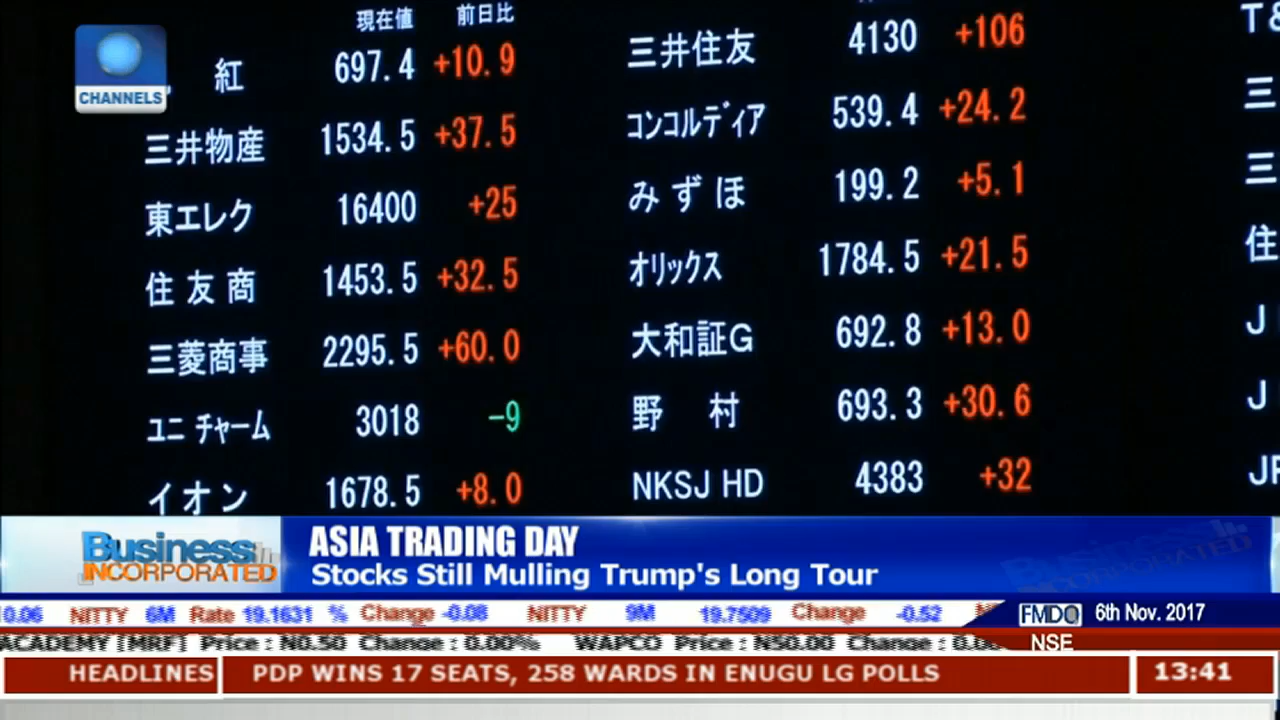 現在値 前日比
紅 697.4 +10.9
三井物産 1534.5 +37.5
東エレク 16400 +25
住友商 1453.5 +32.5
三菱商事 2295.5 +60.0
ユニチャーム 3018 -9
イオン 1678.5 +8.0
三井住友 4130 +106
コンコルディア 539.4 +24.2
みずほ 199.2 +5.1
オリックス 1784.5 +21.5
大和証G 692.8 +13.0
野村 693.3 +30.6
NKSJ HD 4383 +32
T&
三
三
住
J
J
CHANNELS
Business
INCORPORATED
ASIA TRADING DAY
Stocks Still Mulling Trump's Long Tour
0.06 NITTY 6M Rate 19.1631 % Change -0.08 NITTY 9M 19.7509 Change -0.52
FMDQ 6th Nov. 2017
CADEMY [MRF] Price : N0.50 Change : 0.00% WAPCO Price : N50.00 Change : 0.0
NSE
HEADLINES PDP WINS 17 SEATS, 258 WARDS IN ENUGU LG POLLS 13:41